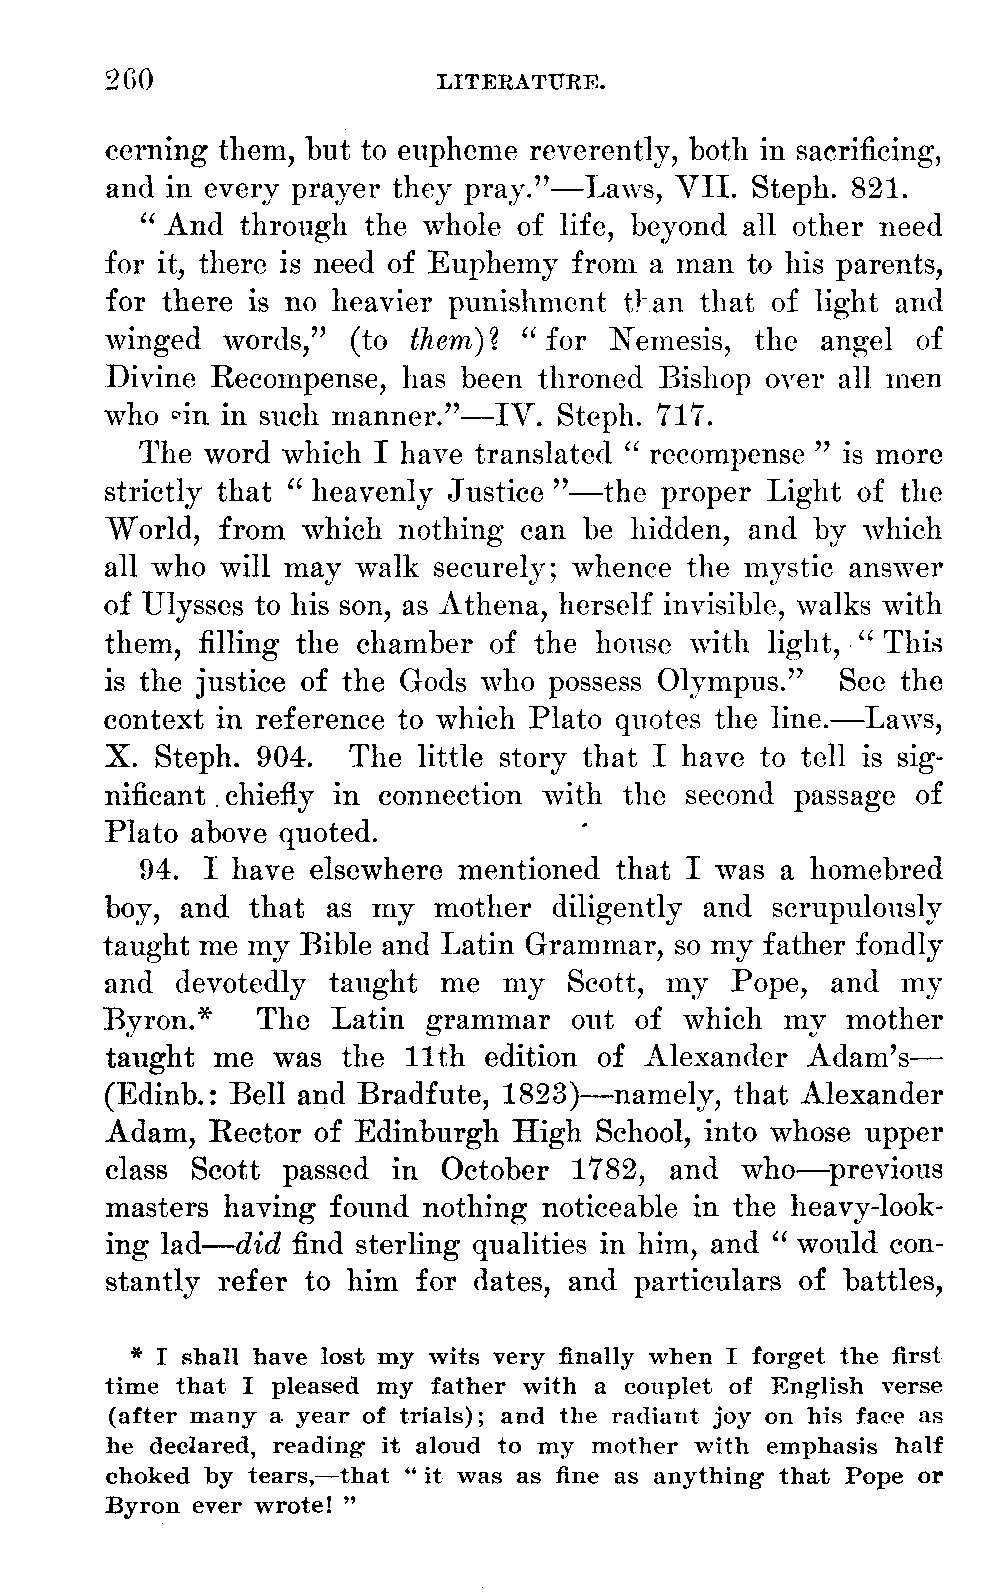 260 LITERATURE.
cerning them, but to eupheme reverently, both in sacrificing,
and in every prayer they pray.”—Laws, VII. Steph. 821.
“ And through the whole of life, beyond all other need
for it, there is need of Euphemy from a man to his parents,
for there is no heavier punishment than that of light and
winged words,” (to them)? “ for Nemesis, the angel of
Divine Recompense, has been throned Bishop over all men
who sin in such manner.”—IV. Steph. 717.
The word which I have translated “ recompense ” is more
strictly that “ heavenly Justice ”—the proper Light of the
World, from which nothing can be hidden, and by which
all who will may walk securely; whence the mystic answer
of Ulysses to his son, as Athena, herself invisible, walks with
them, filling the chamber of the house with light, “ This
is the justice of the Gods who possess Olympus.” See the
context in reference to which Plato quotes the line.—Laws,
X. Steph. 904. The little story that I have to tell is sig-
nificant chiefly in connection with the second passage of
Plato above quoted.
94. I have elsewhere mentioned that I was a homebred
boy, and that as my mother diligently and scrupulously
taught me my Bible and Latin Grammar, so my father fondly
and devotedly taught me my Scott, my Pope, and my
Byron.* The Latin grammar out of which my mother
taught me was the 11th edition of Alexander Adam’s—
(Edinb.: Bell and Bradfute, 1823)—namely, that Alexander
Adam, Rector of Edinburgh High School, into whose upper
class Scott passed in October 1782, and who—previous
masters having found nothing noticeable in the heavy-look-
ing lad—did find sterling qualities in him, and “ would con-
stantly refer to him for dates, and particulars of battles,
* I shall have lost my wits very finally when I forget the first
time that I pleased my father with a couplet of English verse
(after many a year of trials); and the radiant joy on his face as
he declared, reading it aloud to my mother with emphasis half
choked by tears,—that “ it was as fine as anything that Pope or
Byron ever wrote! ”